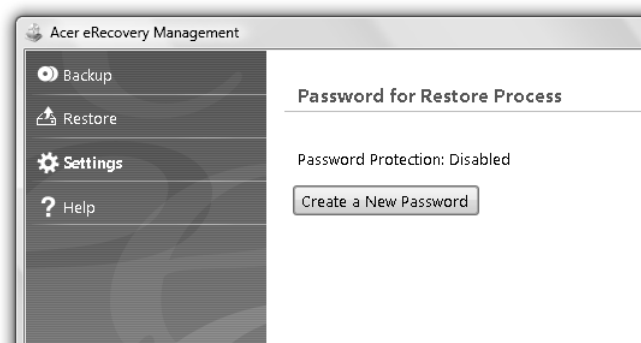 Acer eRecovery Management
Backup
Restore
Settings
Help
Password for Restore Process
Password Protection: Disabled
Create a New Password